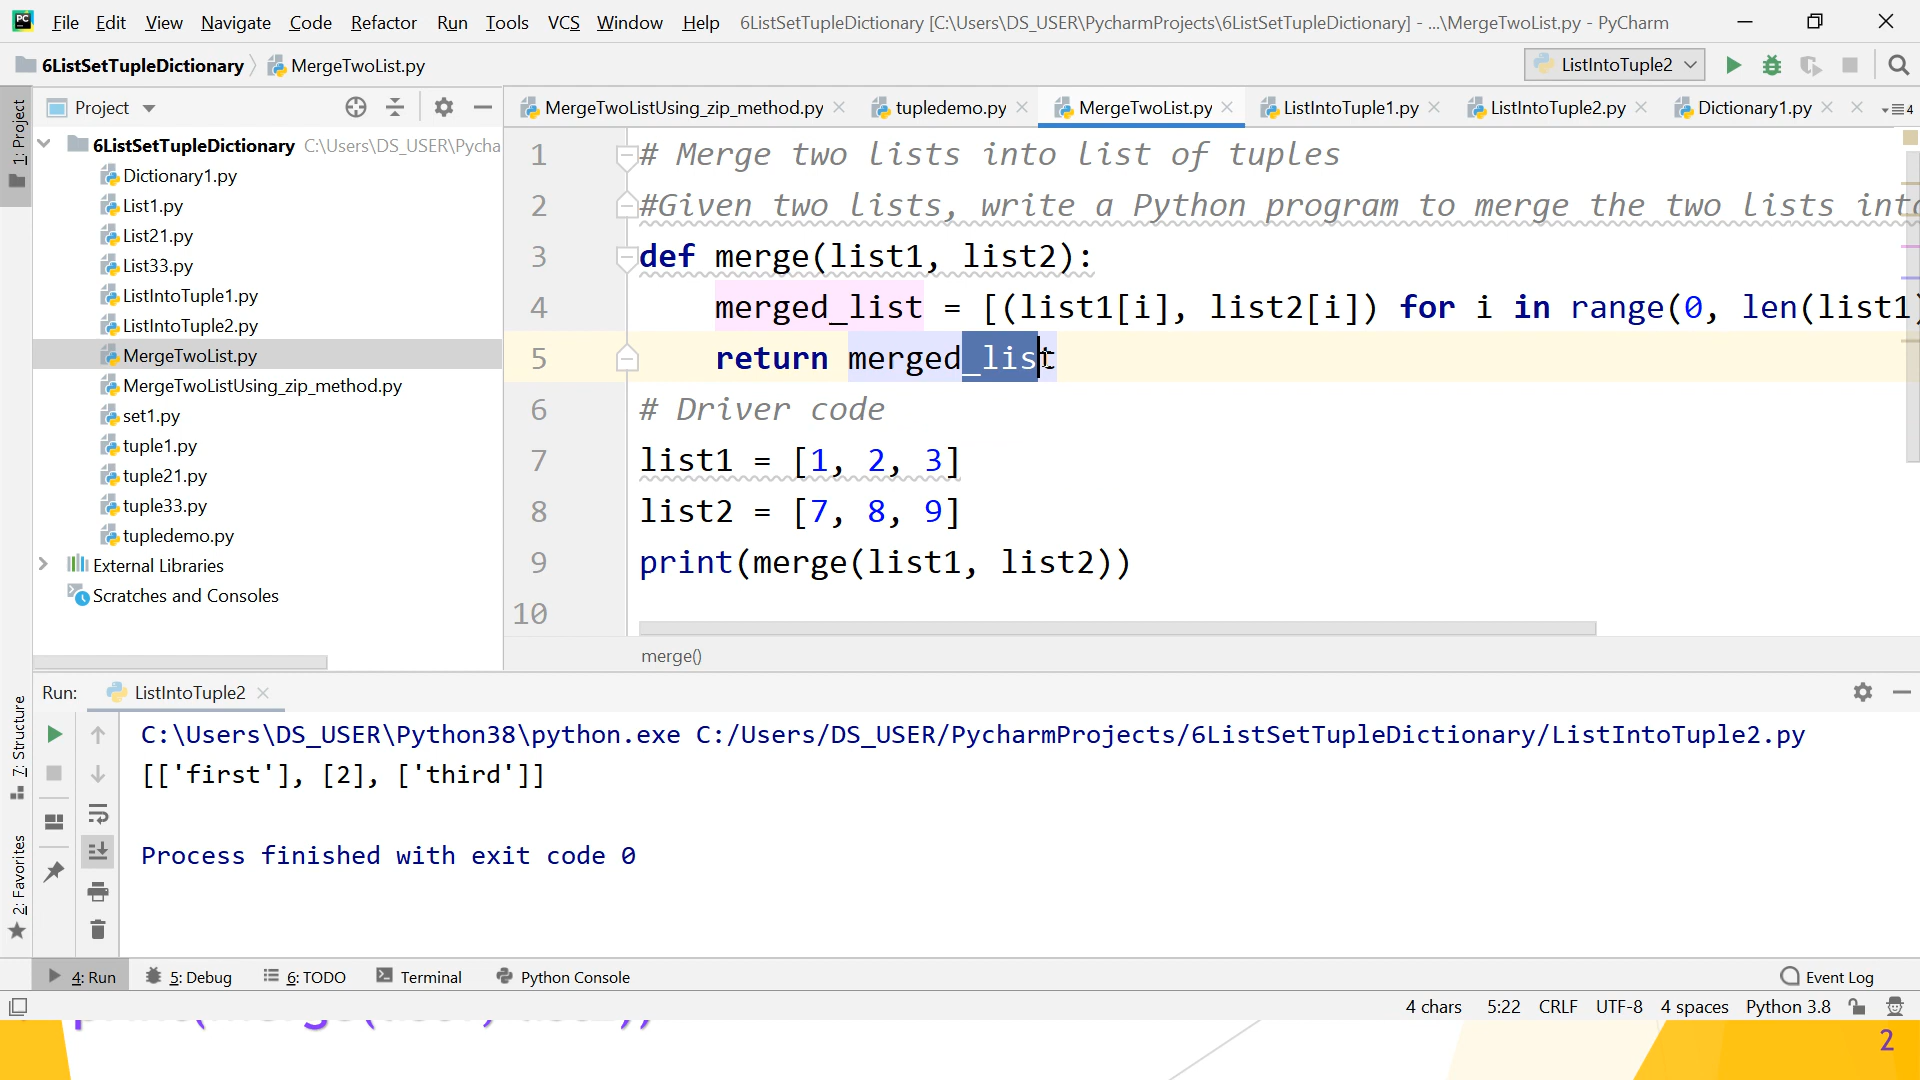 File Edit View Navigate Code Refactor Run Tools VCS Window Help 6ListSetTupleDictionary [C:\Users\DS_USER\PycharmProjects\6ListSetTupleDictionary] - ...\MergeTwoList.py - PyCharm
6ListSetTupleDictionary MergeTwoList.py
ListIntoTuple2
1: Project
Project
MergeTwoListUsing_zip_method.py tupledemo.py MergeTwoList.py ListIntoTuple1.py ListIntoTuple2.py Dictionary1.py 4
6ListSetTupleDictionary C:\Users\DS_USER\Pycha
Dictionary1.py
List1.py
List21.py
List33.py
ListIntoTuple1.py
ListIntoTuple2.py
MergeTwoList.py
MergeTwoListUsing_zip_method.py
set1.py
tuple1.py
tuple21.py
tuple33.py
tupledemo.py
External Libraries
Scratches and Consoles
1 # Merge two lists into list of tuples
2 #Given two lists, write a Python program to merge the two lists into
3 def merge(list1, list2):
4 merged_list = [(list1[i], list2[i]) for i in range(0, len(list1)
5 return merged_list
6 # Driver code
7 list1 = [1, 2, 3]
8 list2 = [7, 8, 9]
9 print(merge(list1, list2))
10
merge()
Run: ListIntoTuple2
7: Structure
2: Favorites
C:\Users\DS_USER\Python38\python.exe C:/Users/DS_USER/PycharmProjects/6ListSetTupleDictionary/ListIntoTuple2.py
[['first'], [2], ['third']]
Process finished with exit code 0
4: Run 5: Debug 6: TODO Terminal Python Console Event Log
4 chars 5:22 CRLF UTF-8 4 spaces Python 3.8
2